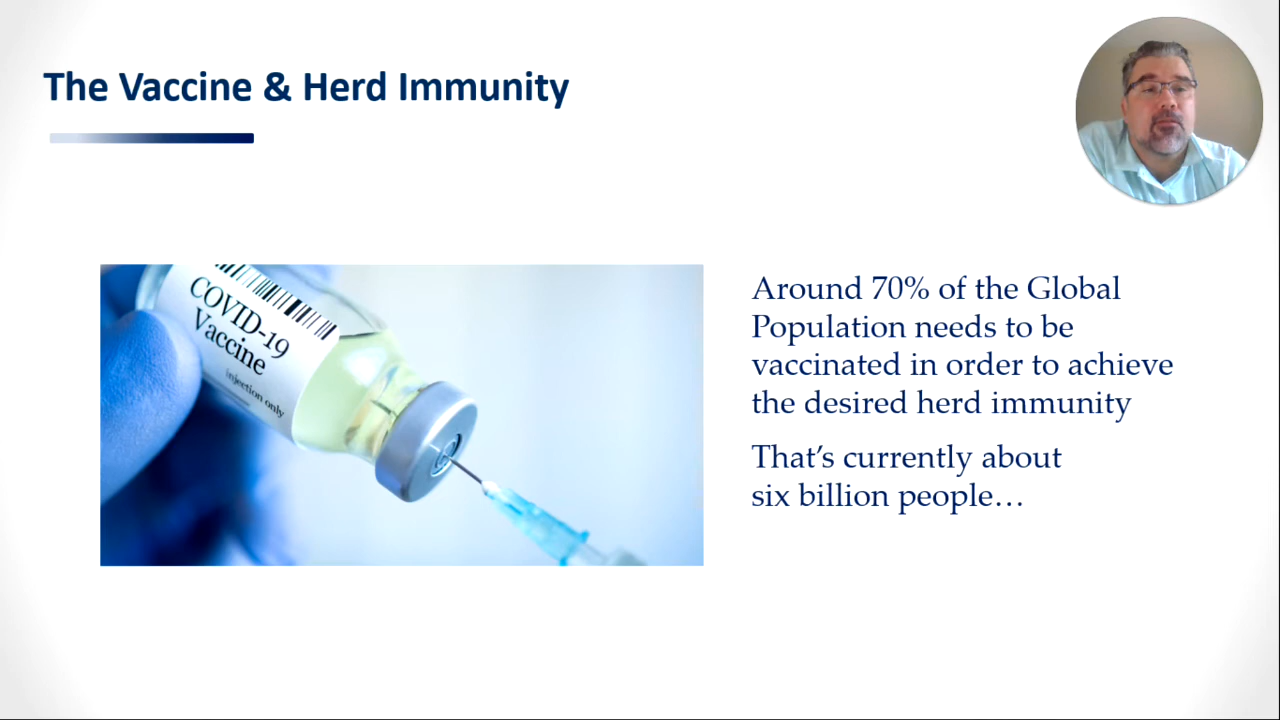 The Vaccine & Herd Immunity
COVID-19
Vaccine
injection only
Around 70% of the Global
Population needs to be
vaccinated in order to achieve
the desired herd immunity
That's currently about
six billion people…